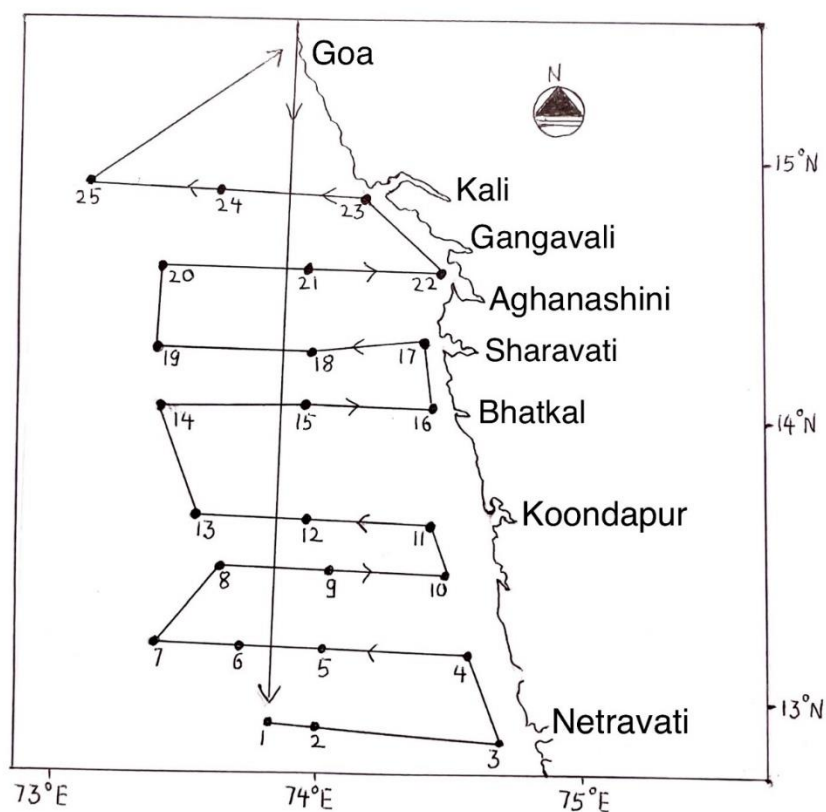 Goa
N
15°N
Kali
25
24
23
Gangavali
20
21
22
Aghanashini
19
18
17
Sharavati
14
15
16
Bhatkal
14°N
13
12
11
Koondapur
8
9
10
7
6
5
4
13°N
Netravati
1
2
3
73°E
74°E
75°E